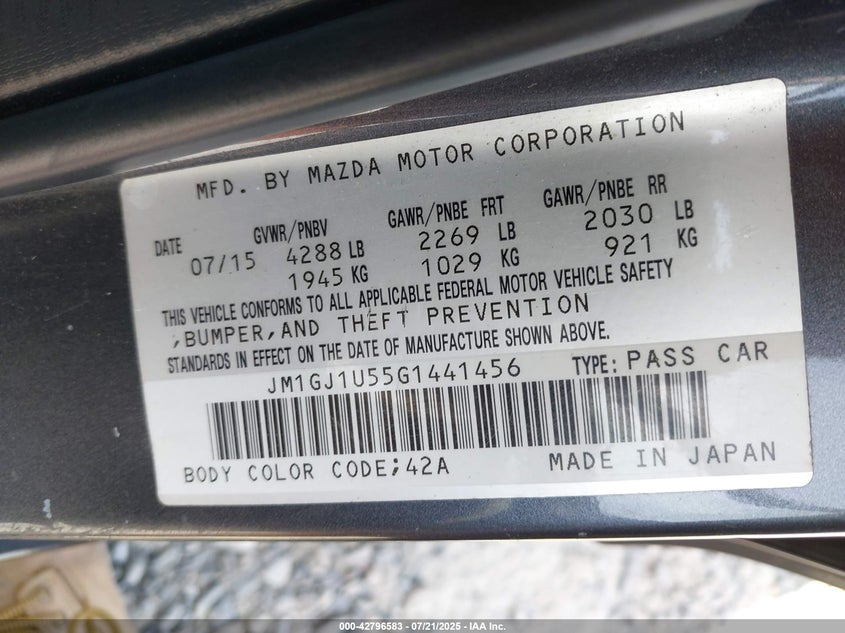 MFD. BY MAZDA MOTOR CORPORATION
DATE GVWR/PNBV GAWR/PNBE FRT GAWR/PNBE RR
07/15 4288 LB 2269 LB 2030 LB
1945 KG 1029 KG 921 KG
THIS VEHICLE CONFORMS TO ALL APPLICABLE FEDERAL MOTOR VEHICLE SAFETY
,BUMPER,AND THEFT PREVENTION
STANDARDS IN EFFECT ON THE DATE OF MANUFACTURE SHOWN ABOVE.
JM1GJ1U55G1441456 TYPE: PASS CAR
BODY COLOR CODE;42A MADE IN JAPAN
000-42796583 - 07/21/2025 - IAA Inc.